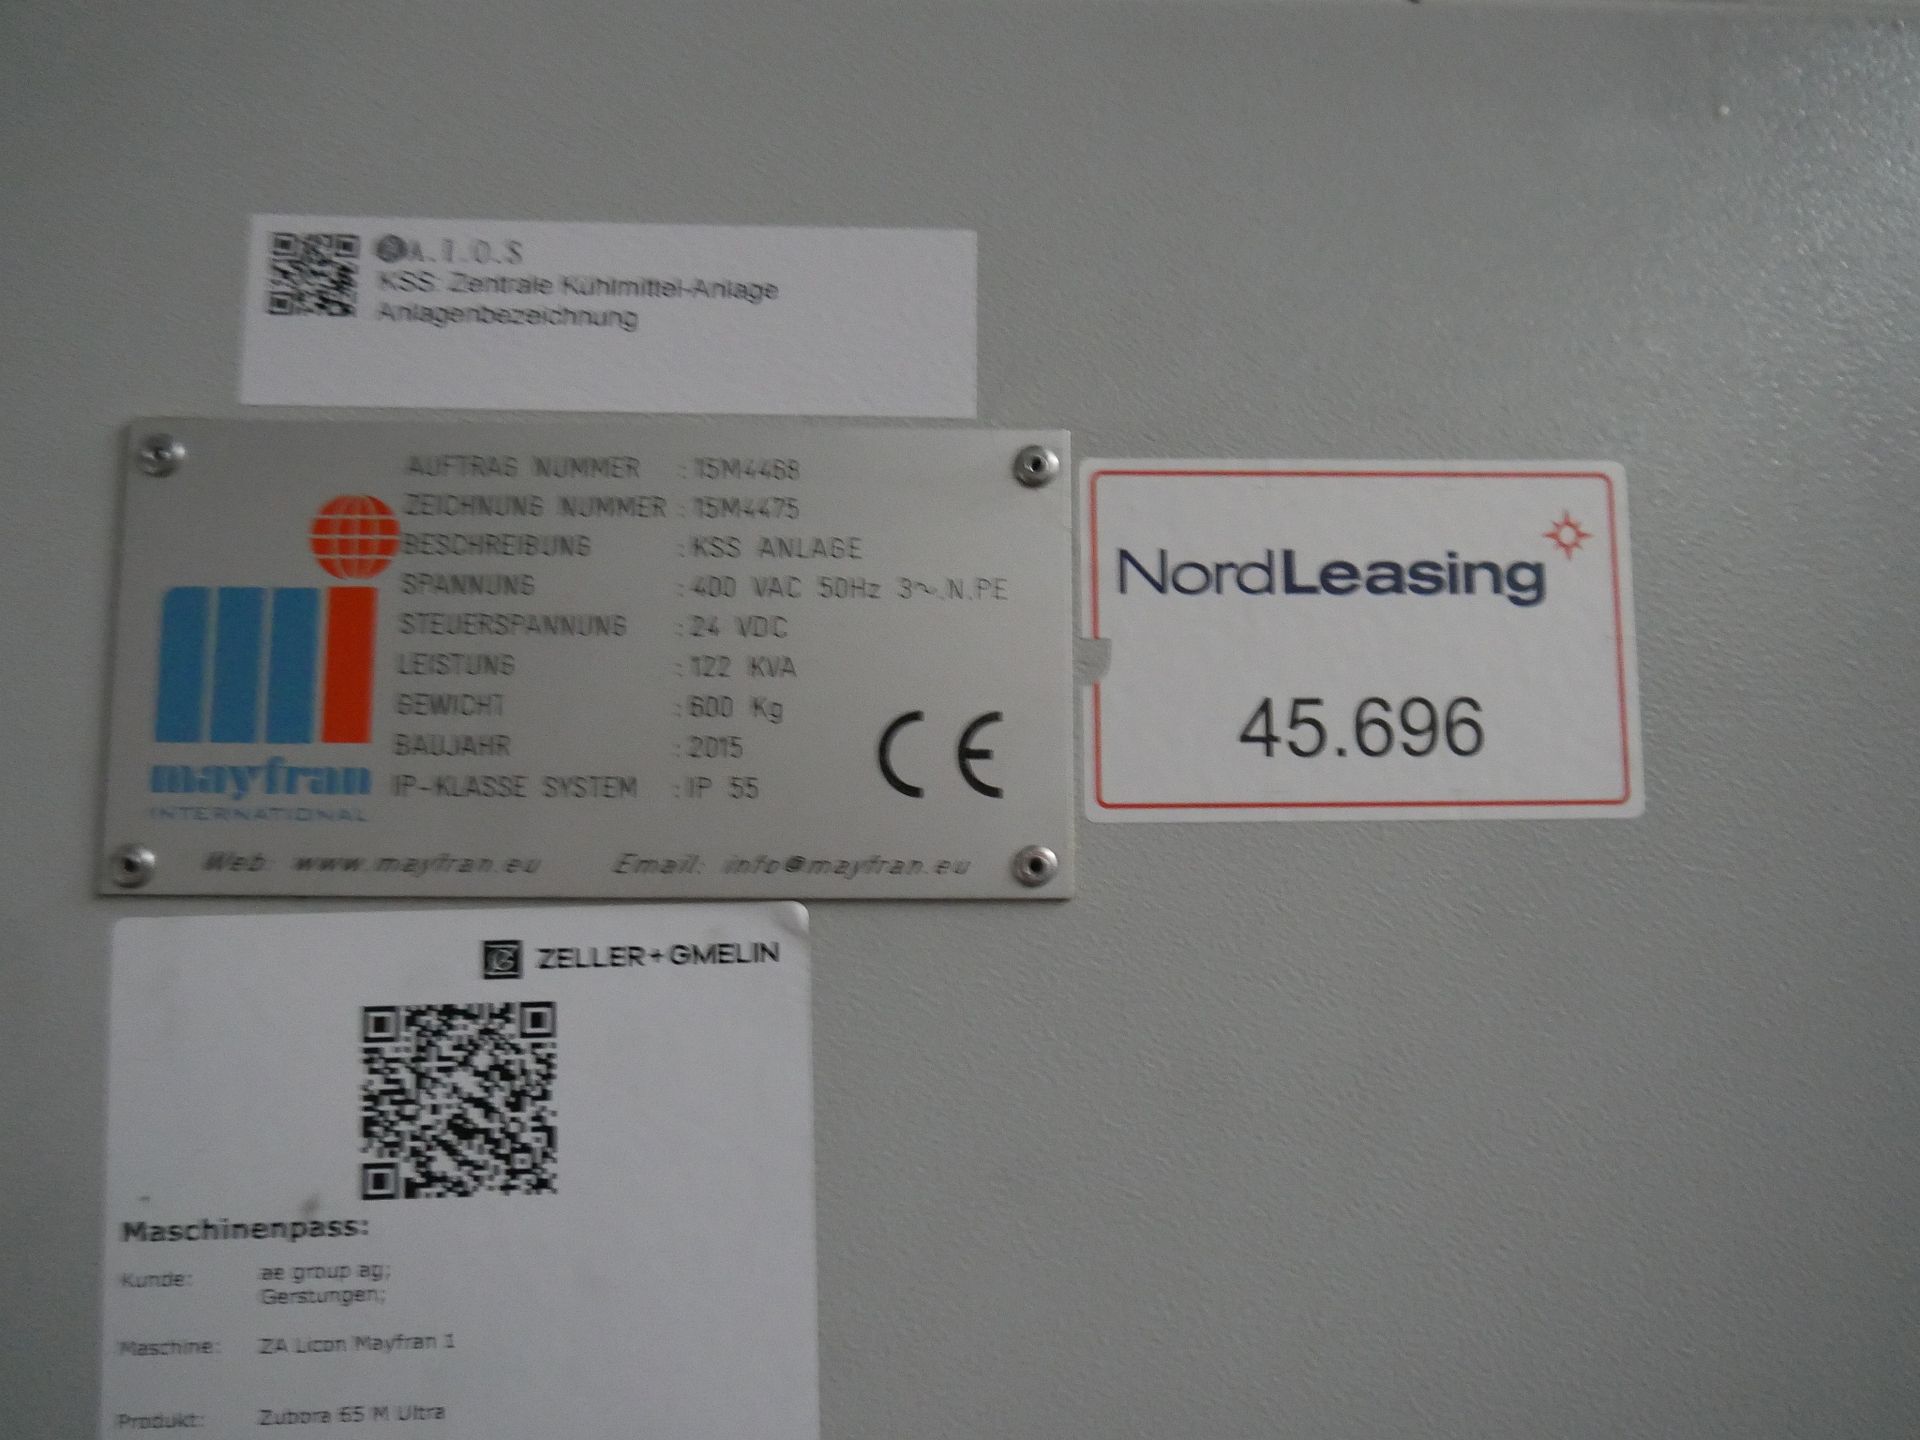 A.I.O.S
KSS: Zentrale Kühlmittel-Anlage
Anlagenbezeichnung
AUFTRAG NUMMER : 15M4468
ZEICHNUNG NUMMER : 15M4475
BESCHREIBUNG : KSS ANLAGE
SPANNUNG : 400 VAC 50Hz 3~.N.PE
STEUERSPANNUNG : 24 VDC
LEISTUNG : 122 KVA
GEWICHT : 600 Kg
BAUJAHR : 2015
IP-KLASSE SYSTEM : IP 55
mayfran
INTERNATIONAL
CE
Web: www.mayfran.eu Email: info@mayfran.eu
NordLeasing
45.696
ZELLER+GMELIN
Maschinenpass:
Kunde: ae group ag;
Gerstungen;
Maschine: ZA Licon Mayfran 1
Produkt: Zubora 65 M Ultra